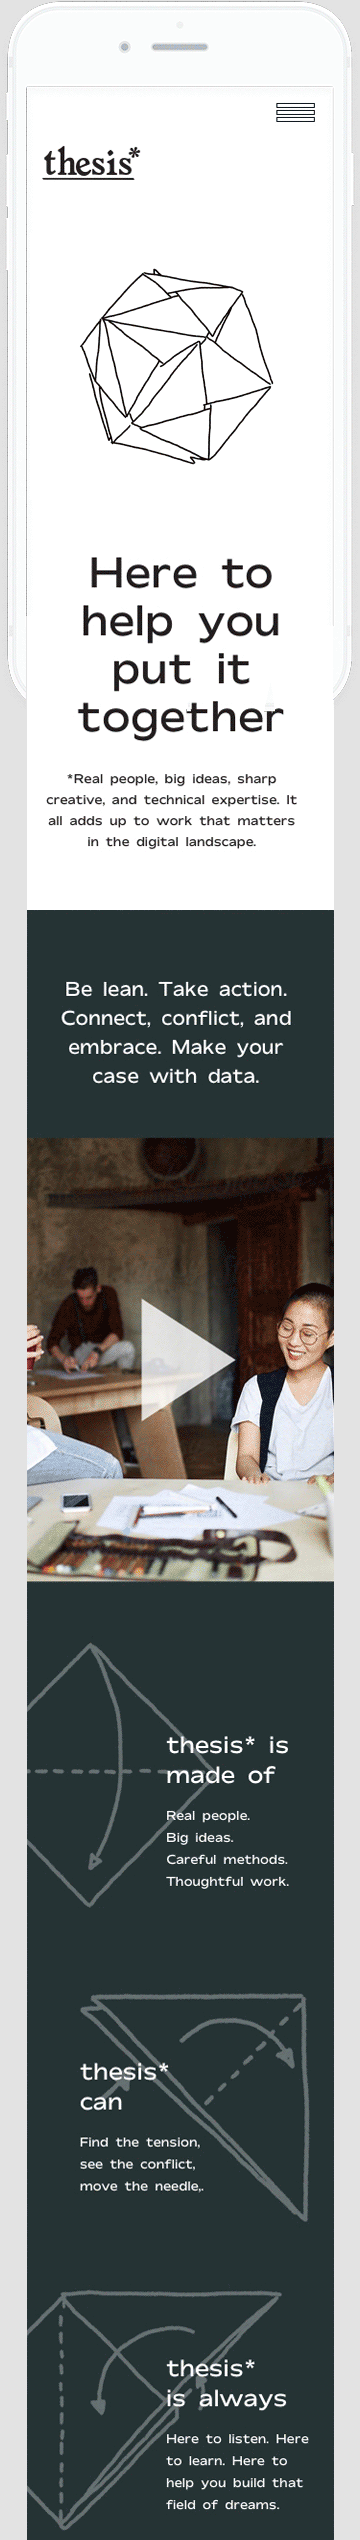 thesis*
Here to
help you
put it
together
*Real people, big ideas, sharp
creative, and technical expertise. It
all adds up to work that matters
in the digital landscape.
Be lean. Take action.
Connect, conflict, and
embrace. Make your
case with data.
thesis* is
made of
Real people.
Big ideas.
Careful methods.
Thoughtful work.
thesis*
can
Find the tension,
see the conflict,
move the needle,.
thesis*
is always
Here to listen. Here
to learn. Here to
help you build that
field of dreams.